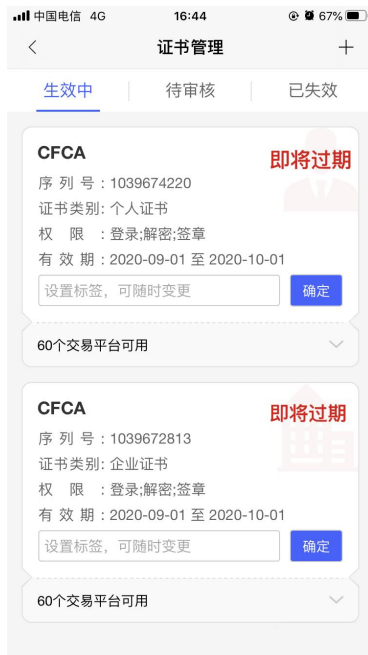 中国电信 4G 16:44 67%
证书管理
生效中 待审核 已失效
CFCA
即将过期
序 列 号 : 1039674220
证书类别: 个人证书
权 限 : 登录;解密;签章
有 效 期 : 2020-09-01 至 2020-10-01
设置标签，可随时变更 确定
60个交易平台可用
CFCA
即将过期
序 列 号 : 1039672813
证书类别: 企业证书
权 限 : 登录;解密;签章
有 效 期 : 2020-09-01 至 2020-10-01
设置标签，可随时变更 确定
60个交易平台可用